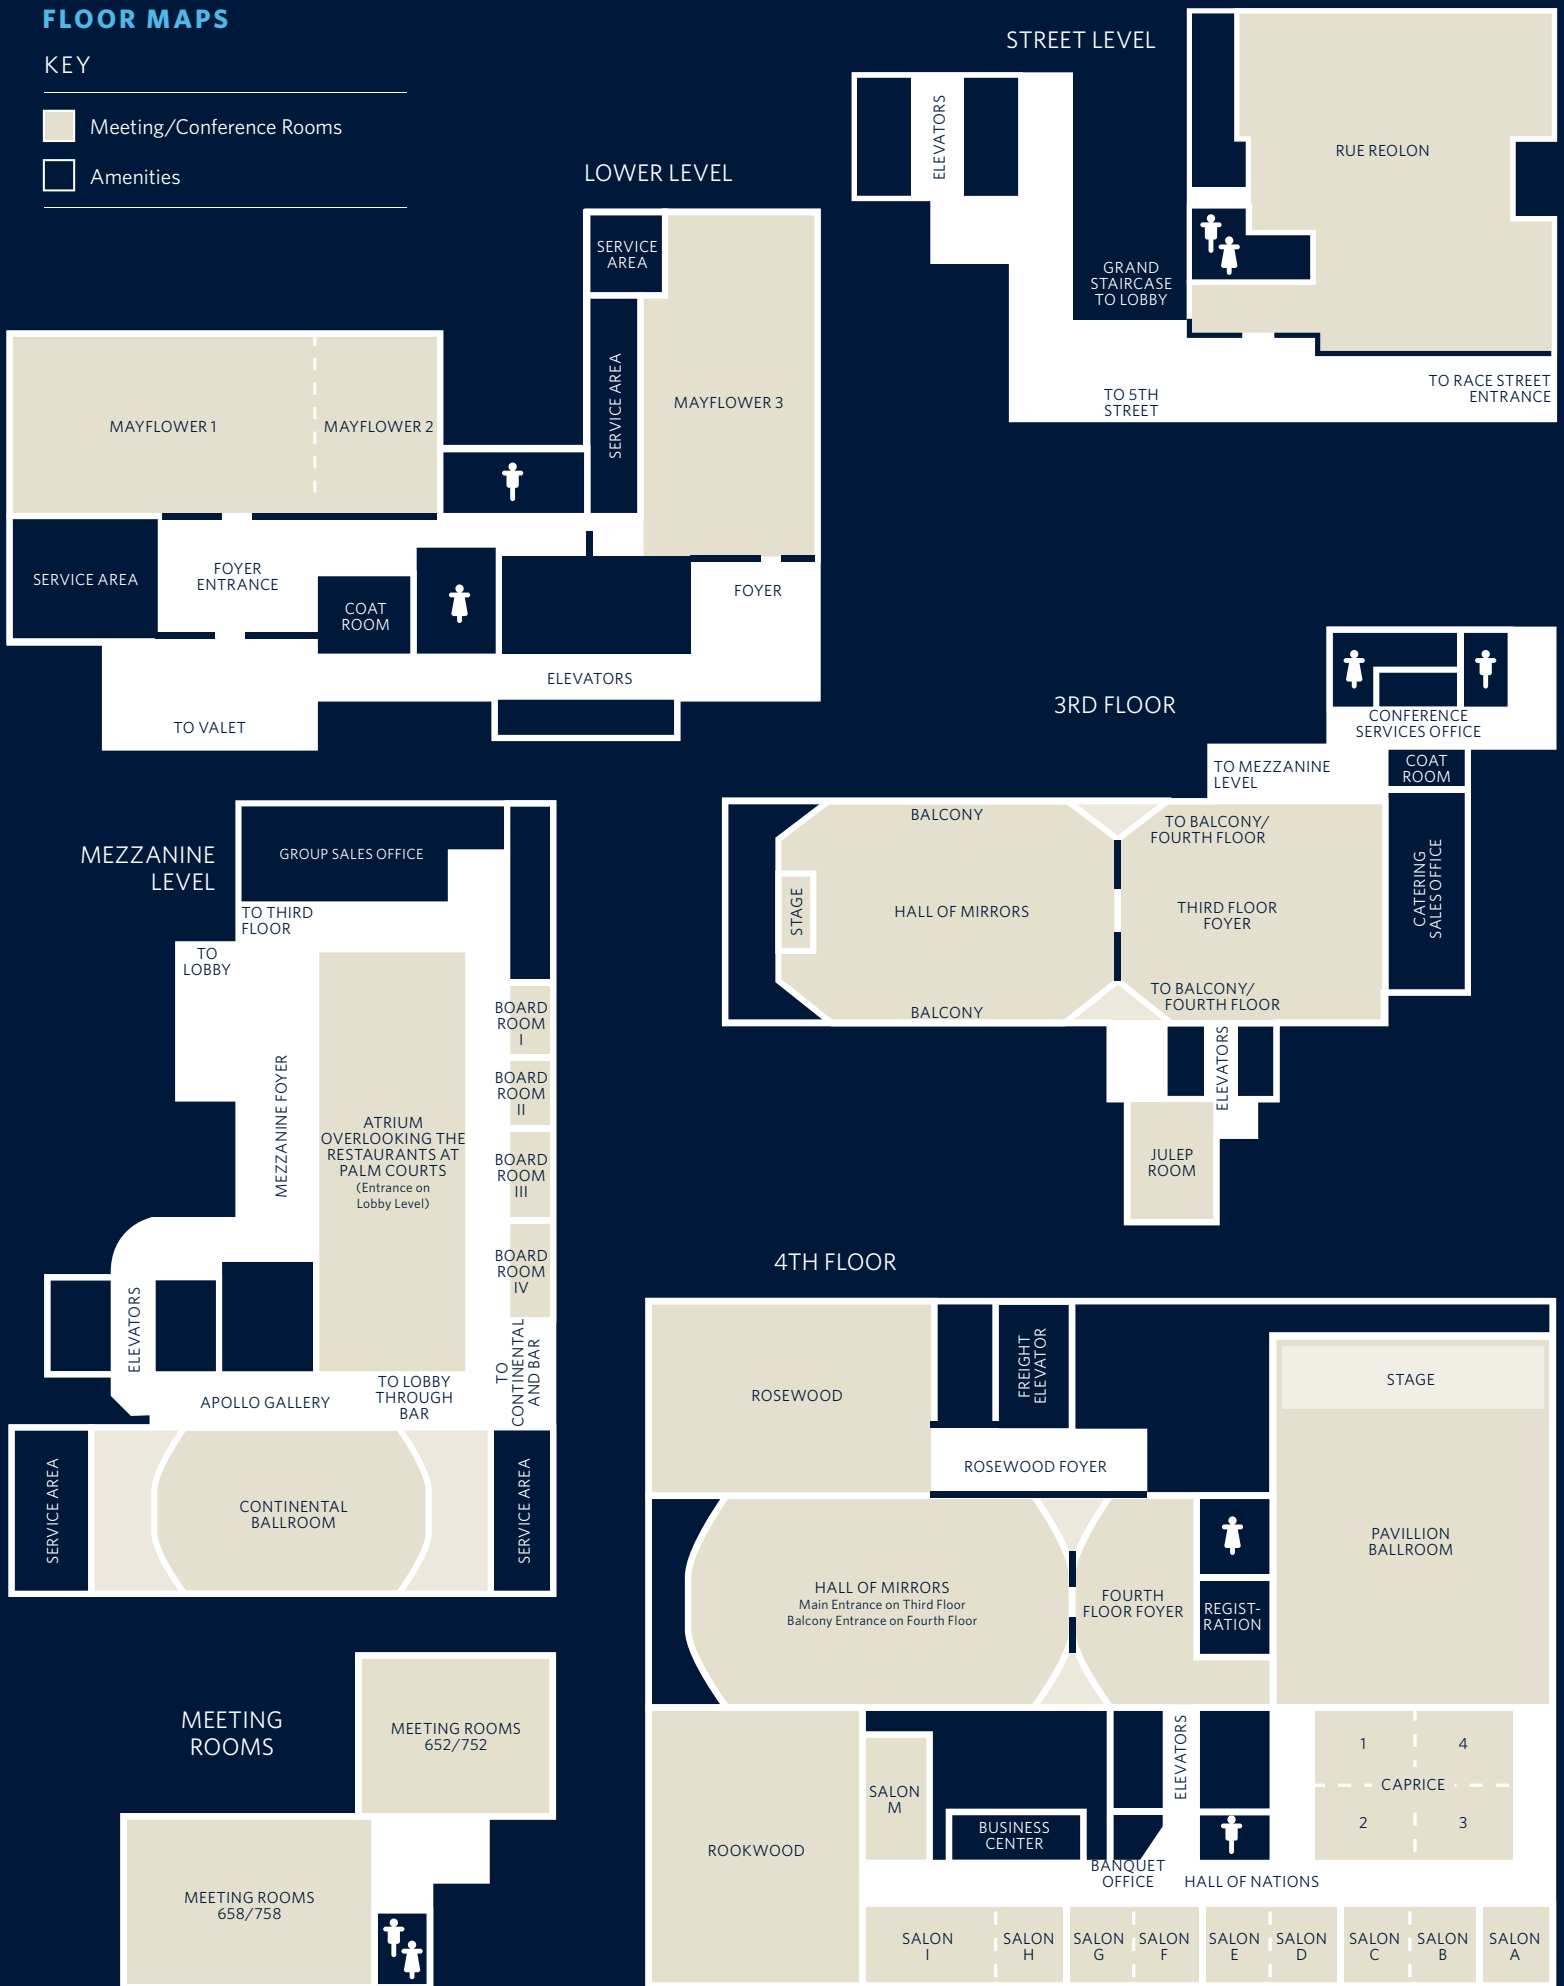 FLOOR MAPS
KEY
Meeting/Conference Rooms
Amenities
STREET LEVEL
ELEVATORS
RUE REOLON
GRAND
STAIRCASE
TO LOBBY
TO 5TH
STREET
TO RACE STREET
ENTRANCE
LOWER LEVEL
SERVICE
AREA
SERVICE AREA
MAYFLOWER 3
MAYFLOWER 1
MAYFLOWER 2
SERVICE AREA
FOYER
ENTRANCE
COAT
ROOM
FOYER
ELEVATORS
TO VALET
3RD FLOOR
CONFERENCE
SERVICES OFFICE
TO MEZZANINE
LEVEL
COAT
ROOM
BALCONY
TO BALCONY/
FOURTH FLOOR
STAGE
HALL OF MIRRORS
THIRD FLOOR
FOYER
CATERING
SALES OFFICE
TO BALCONY/
FOURTH FLOOR
BALCONY
ELEVATORS
JULEP
ROOM
MEZZANINE
LEVEL
GROUP SALES OFFICE
TO THIRD
FLOOR
TO
LOBBY
MEZZANINE FOYER
ATRIUM
OVERLOOKING THE
RESTAURANTS AT
PALM COURTS
(Entrance on
Lobby Level)
BOARD
ROOM
I
BOARD
ROOM
II
BOARD
ROOM
III
BOARD
ROOM
IV
ELEVATORS
TO
CONTINENTAL
AND BAR
APOLLO GALLERY
TO LOBBY
THROUGH
BAR
SERVICE AREA
CONTINENTAL
BALLROOM
SERVICE AREA
4TH FLOOR
ROSEWOOD
FREIGHT
ELEVATOR
STAGE
ROSEWOOD FOYER
PAVILLION
BALLROOM
HALL OF MIRRORS
Main Entrance on Third Floor
Balcony Entrance on Fourth Floor
FOURTH
FLOOR FOYER
REGIST-
RATION
ELEVATORS
1
4
CAPRICE
2
3
SALON
M
BUSINESS
CENTER
ROOKWOOD
BANQUET
OFFICE
HALL OF NATIONS
SALON
I
SALON
H
SALON
G
SALON
F
SALON
E
SALON
D
SALON
C
SALON
B
SALON
A
MEETING
ROOMS
MEETING ROOMS
652/752
MEETING ROOMS
658/758